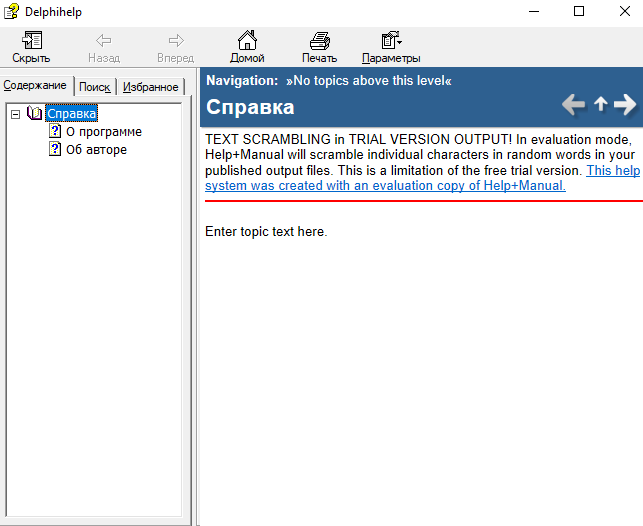 Delphihelp
Скрыть Назад Вперед Домой Печать Параметры
Содержание Поиск Избранное
Справка
О программе
Об авторе
Navigation: »No topics above this level«
Справка
TEXT SCRAMBLING in TRIAL VERSION OUTPUT! In evaluation mode,
Help+Manual will scramble individual characters in random words in your
published output files. This is a limitation of the free trial version. This help
system was created with an evaluation copy of Help+Manual.
Enter topic text here.